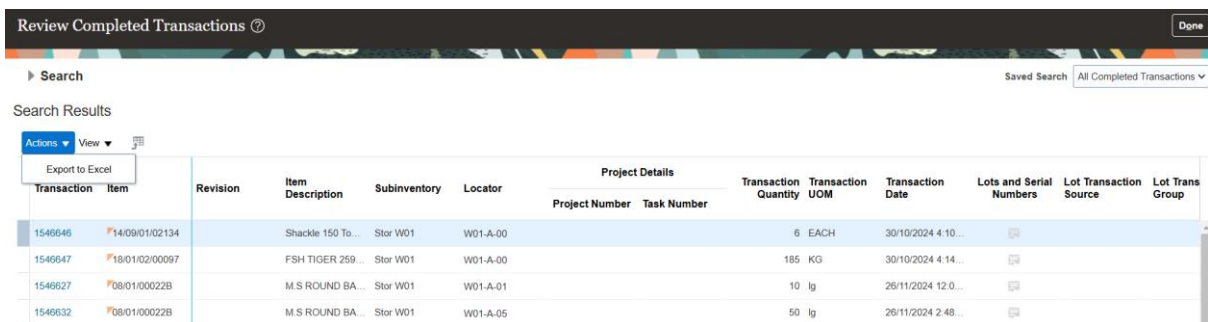 Review Completed Transactions ?
Done
Search
Saved Search All Completed Transactions
Search Results
Actions View
Export to Excel
Project Details
Transaction Item Revision Item Description Subinventory Locator Project Number Task Number Transaction Quantity Transaction UOM Transaction Date Lots and Serial Numbers Lot Transaction Source Lot Trans Group
1546646 14/09/01/02134 Shackle 150 To... Stor W01 W01-A-00 6 EACH 30/10/2024 4:10...
1546647 18/01/02/00097 FSH TIGER 259... Stor W01 W01-A-00 185 KG 30/10/2024 4:14...
1546627 08/01/00022B M.S ROUND BA... Stor W01 W01-A-01 10 lg 26/11/2024 12:0...
1546632 08/01/00022B M.S ROUND BA... Stor W01 W01-A-05 50 lg 26/11/2024 2:48...